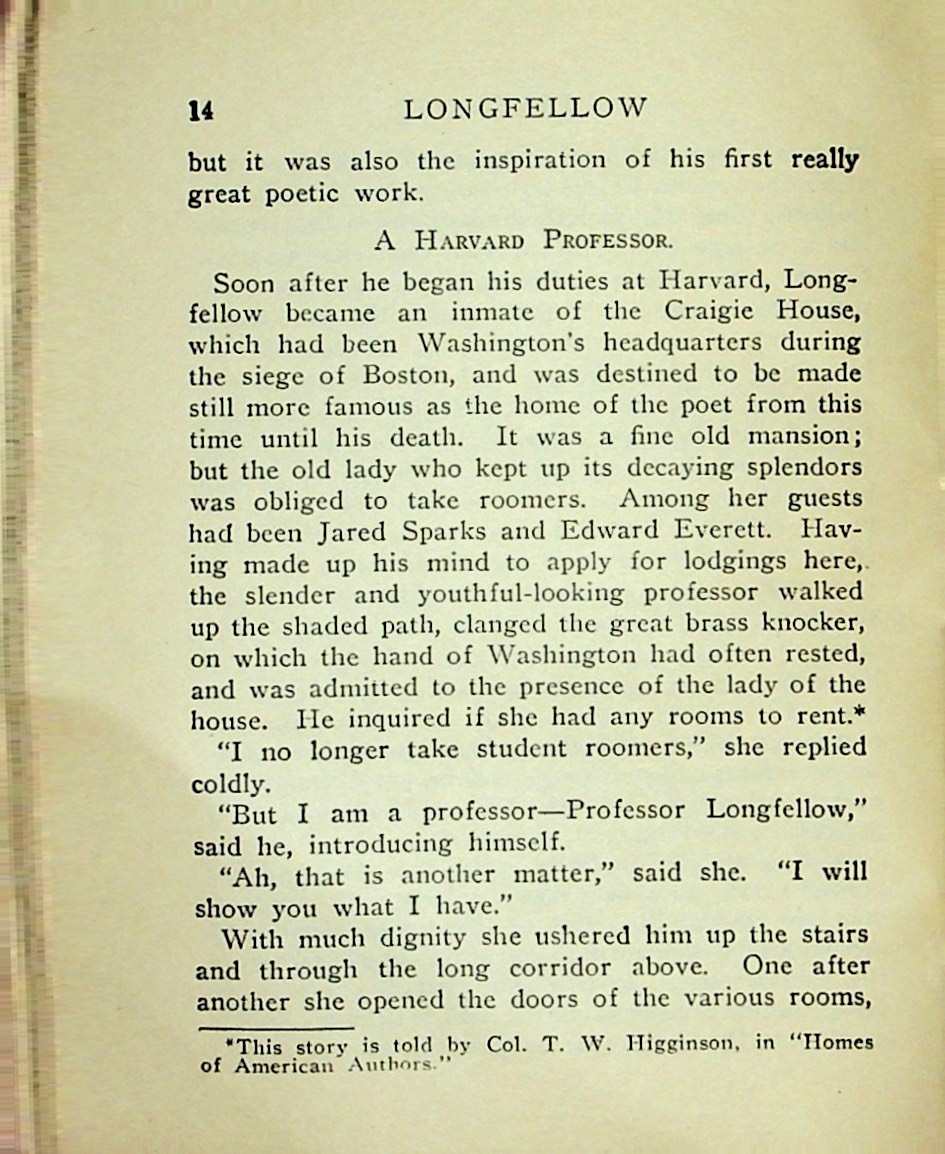 14 LONGFELLOW
but it was also the inspiration of his first really
great poetic work.
A HARVARD PROFESSOR.
Soon after he began his duties at Harvard, Long-
fellow became an inmate of the Craigie House,
which had been Washington's headquarters during
the siege of Boston, and was destined to be made
still more famous as the home of the poet from this
time until his death. It was a fine old mansion;
but the old lady who kept up its decaying splendors
was obliged to take roomers. Among her guests
had been Jared Sparks and Edward Everett. Hav-
ing made up his mind to apply for lodgings here,
the slender and youthful-looking professor walked
up the shaded path, clanged the great brass knocker,
on which the hand of Washington had often rested,
and was admitted to the presence of the lady of the
house. He inquired if she had any rooms to rent.*
“I no longer take student roomers,” she replied
coldly.
“But I am a professor—Professor Longfellow,”
said he, introducing himself.
“Ah, that is another matter,” said she. “I will
show you what I have.”
With much dignity she ushered him up the stairs
and through the long corridor above. One after
another she opened the doors of the various rooms,
*This story is told by Col. T. W. Higginson, in “Homes
of American Authors.”